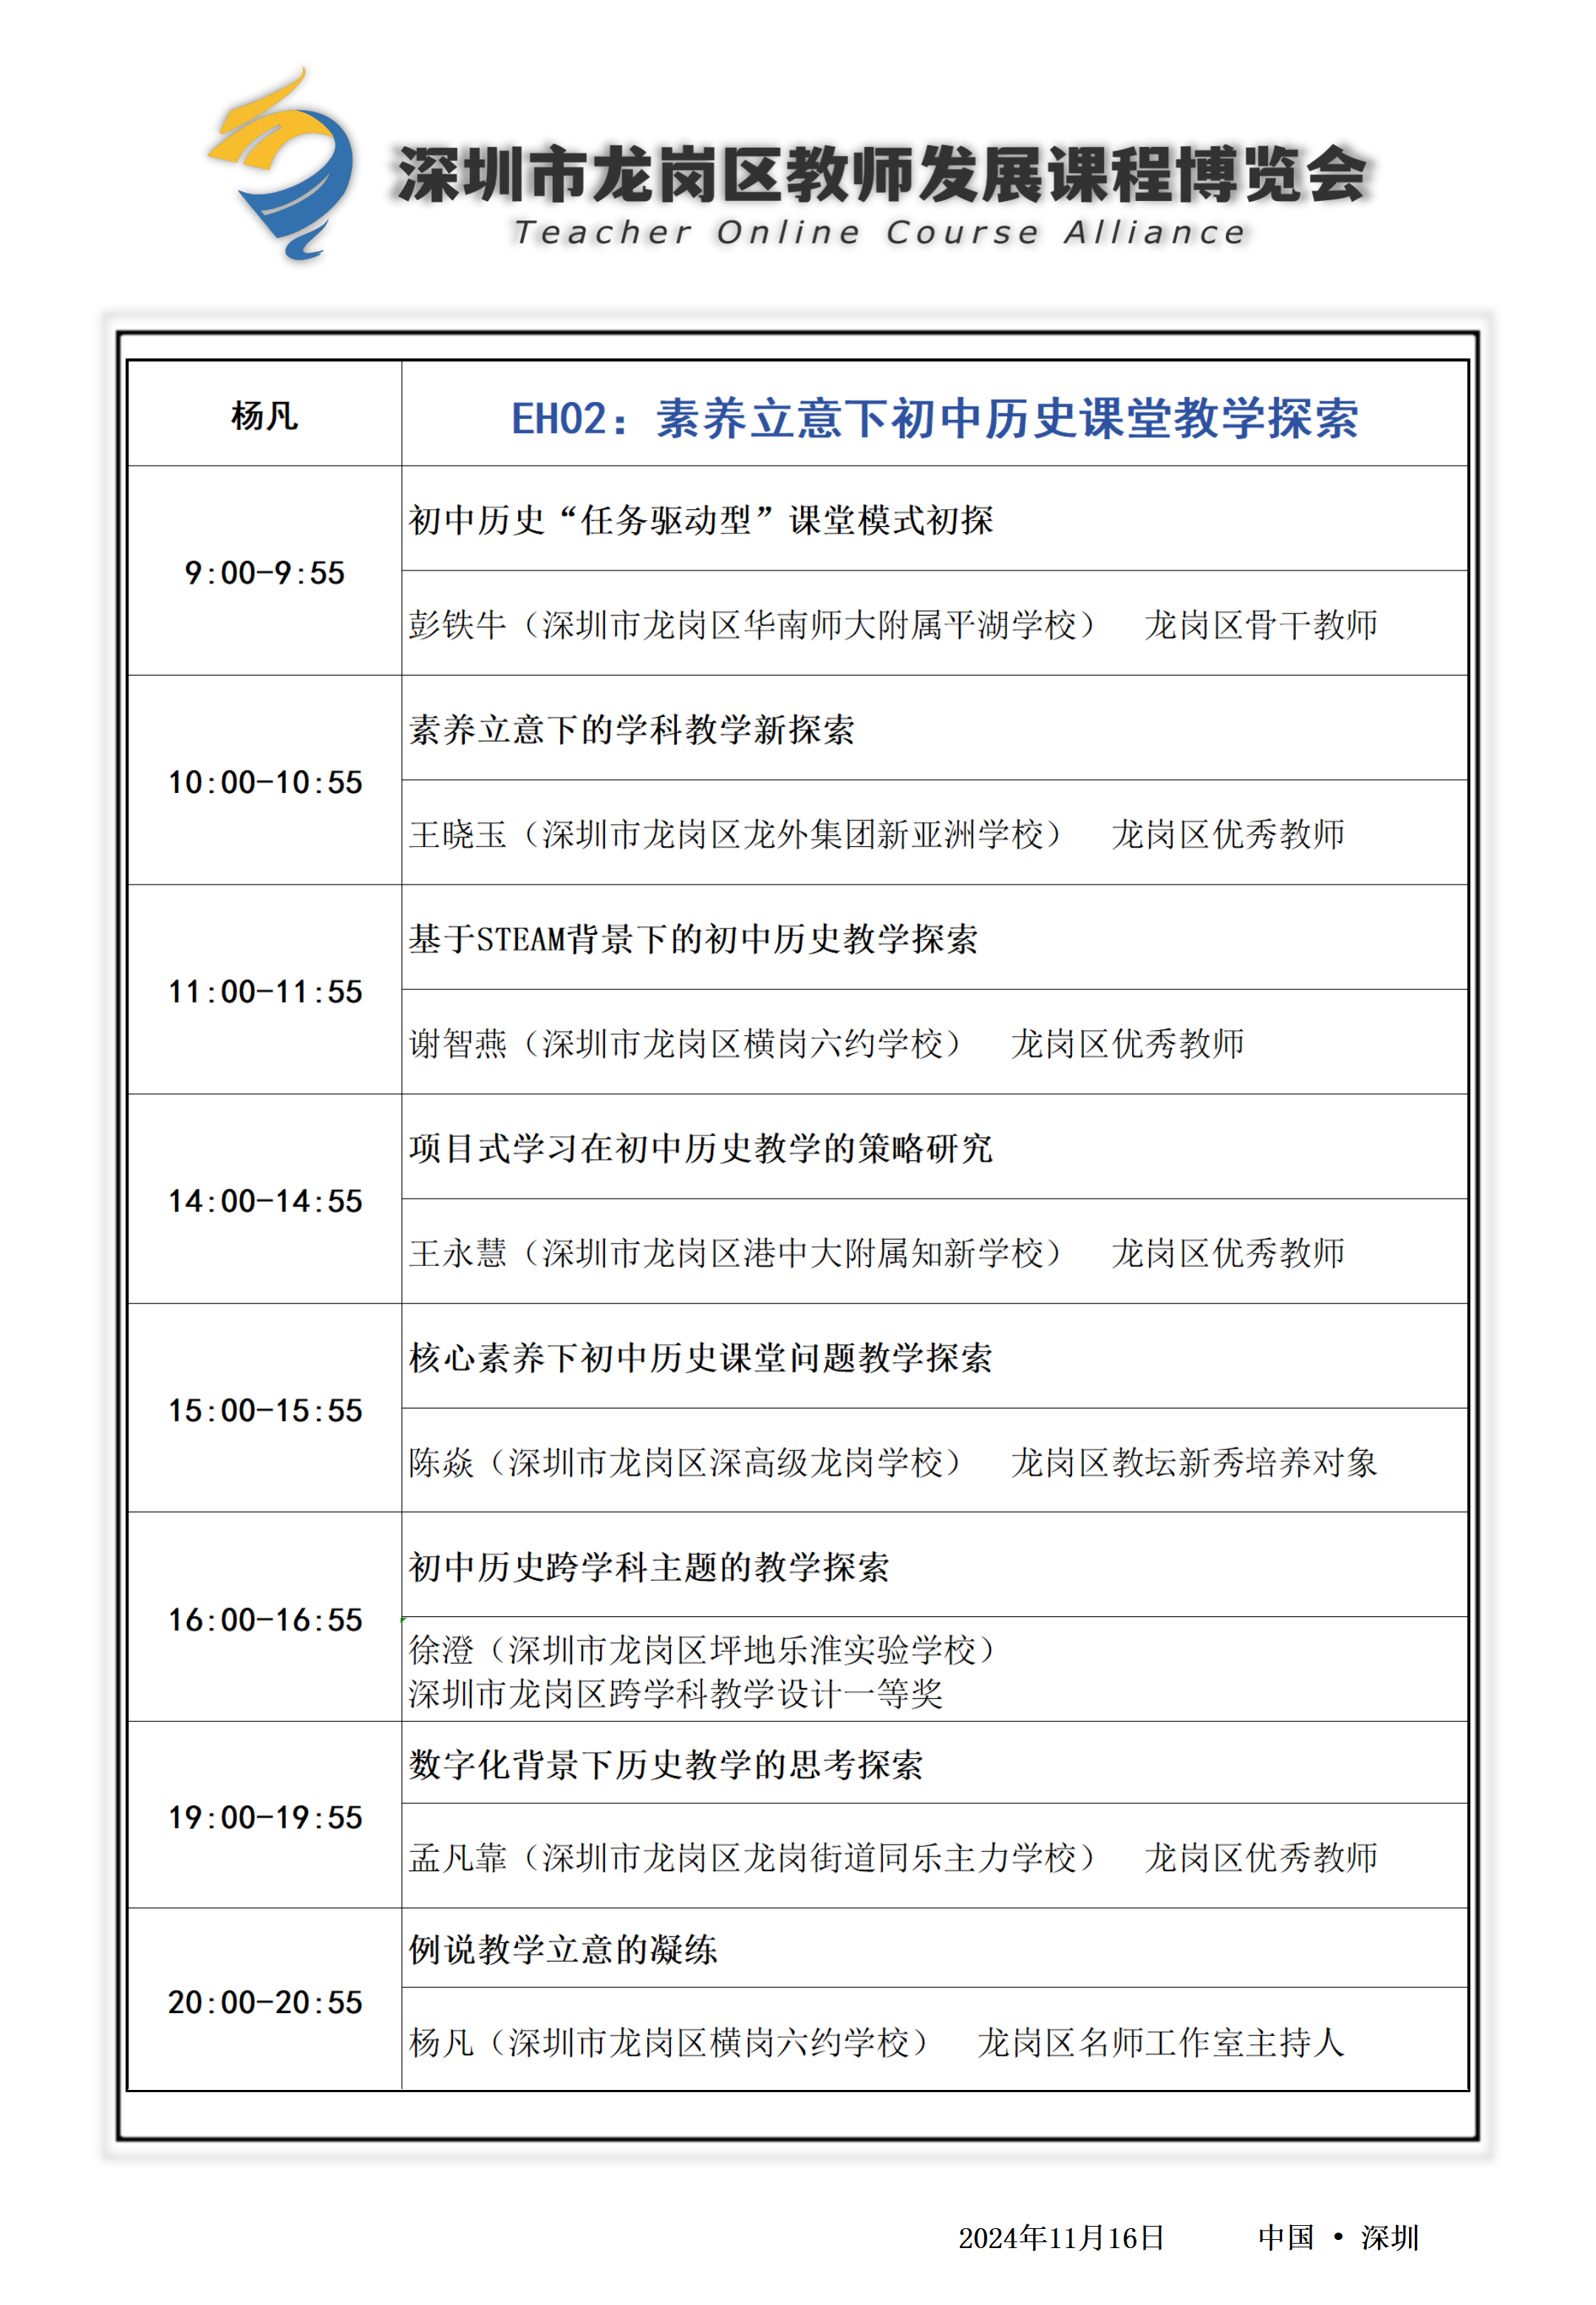 深圳市龙岗区教师发展课程博览会
Teacher Online Course Alliance
杨凡
EH02：素养立意下初中历史课堂教学探索
9:00-9:55
初中历史“任务驱动型”课堂模式初探
彭铁牛（深圳市龙岗区华南师大附属平湖学校） 龙岗区骨干教师
10:00-10:55
素养立意下的学科教学新探索
王晓玉（深圳市龙岗区龙外集团新亚洲学校） 龙岗区优秀教师
11:00-11:55
基于STEAM背景下的初中历史教学探索
谢智燕（深圳市龙岗区横岗六约学校） 龙岗区优秀教师
14:00-14:55
项目式学习在初中历史教学的策略研究
王永慧（深圳市龙岗区港中大附属知新学校） 龙岗区优秀教师
15:00-15:55
核心素养下初中历史课堂问题教学探索
陈焱（深圳市龙岗区深高级龙岗学校） 龙岗区教坛新秀培养对象
16:00-16:55
初中历史跨学科主题的教学探索
徐澄（深圳市龙岗区坪地乐淮实验学校）
深圳市龙岗区跨学科教学设计一等奖
19:00-19:55
数字化背景下历史教学的思考探索
孟凡靠（深圳市龙岗区龙岗街道同乐主力学校） 龙岗区优秀教师
20:00-20:55
例说教学立意的凝练
杨凡（深圳市龙岗区横岗六约学校） 龙岗区名师工作室主持人
2024年11月16日 中国 • 深圳